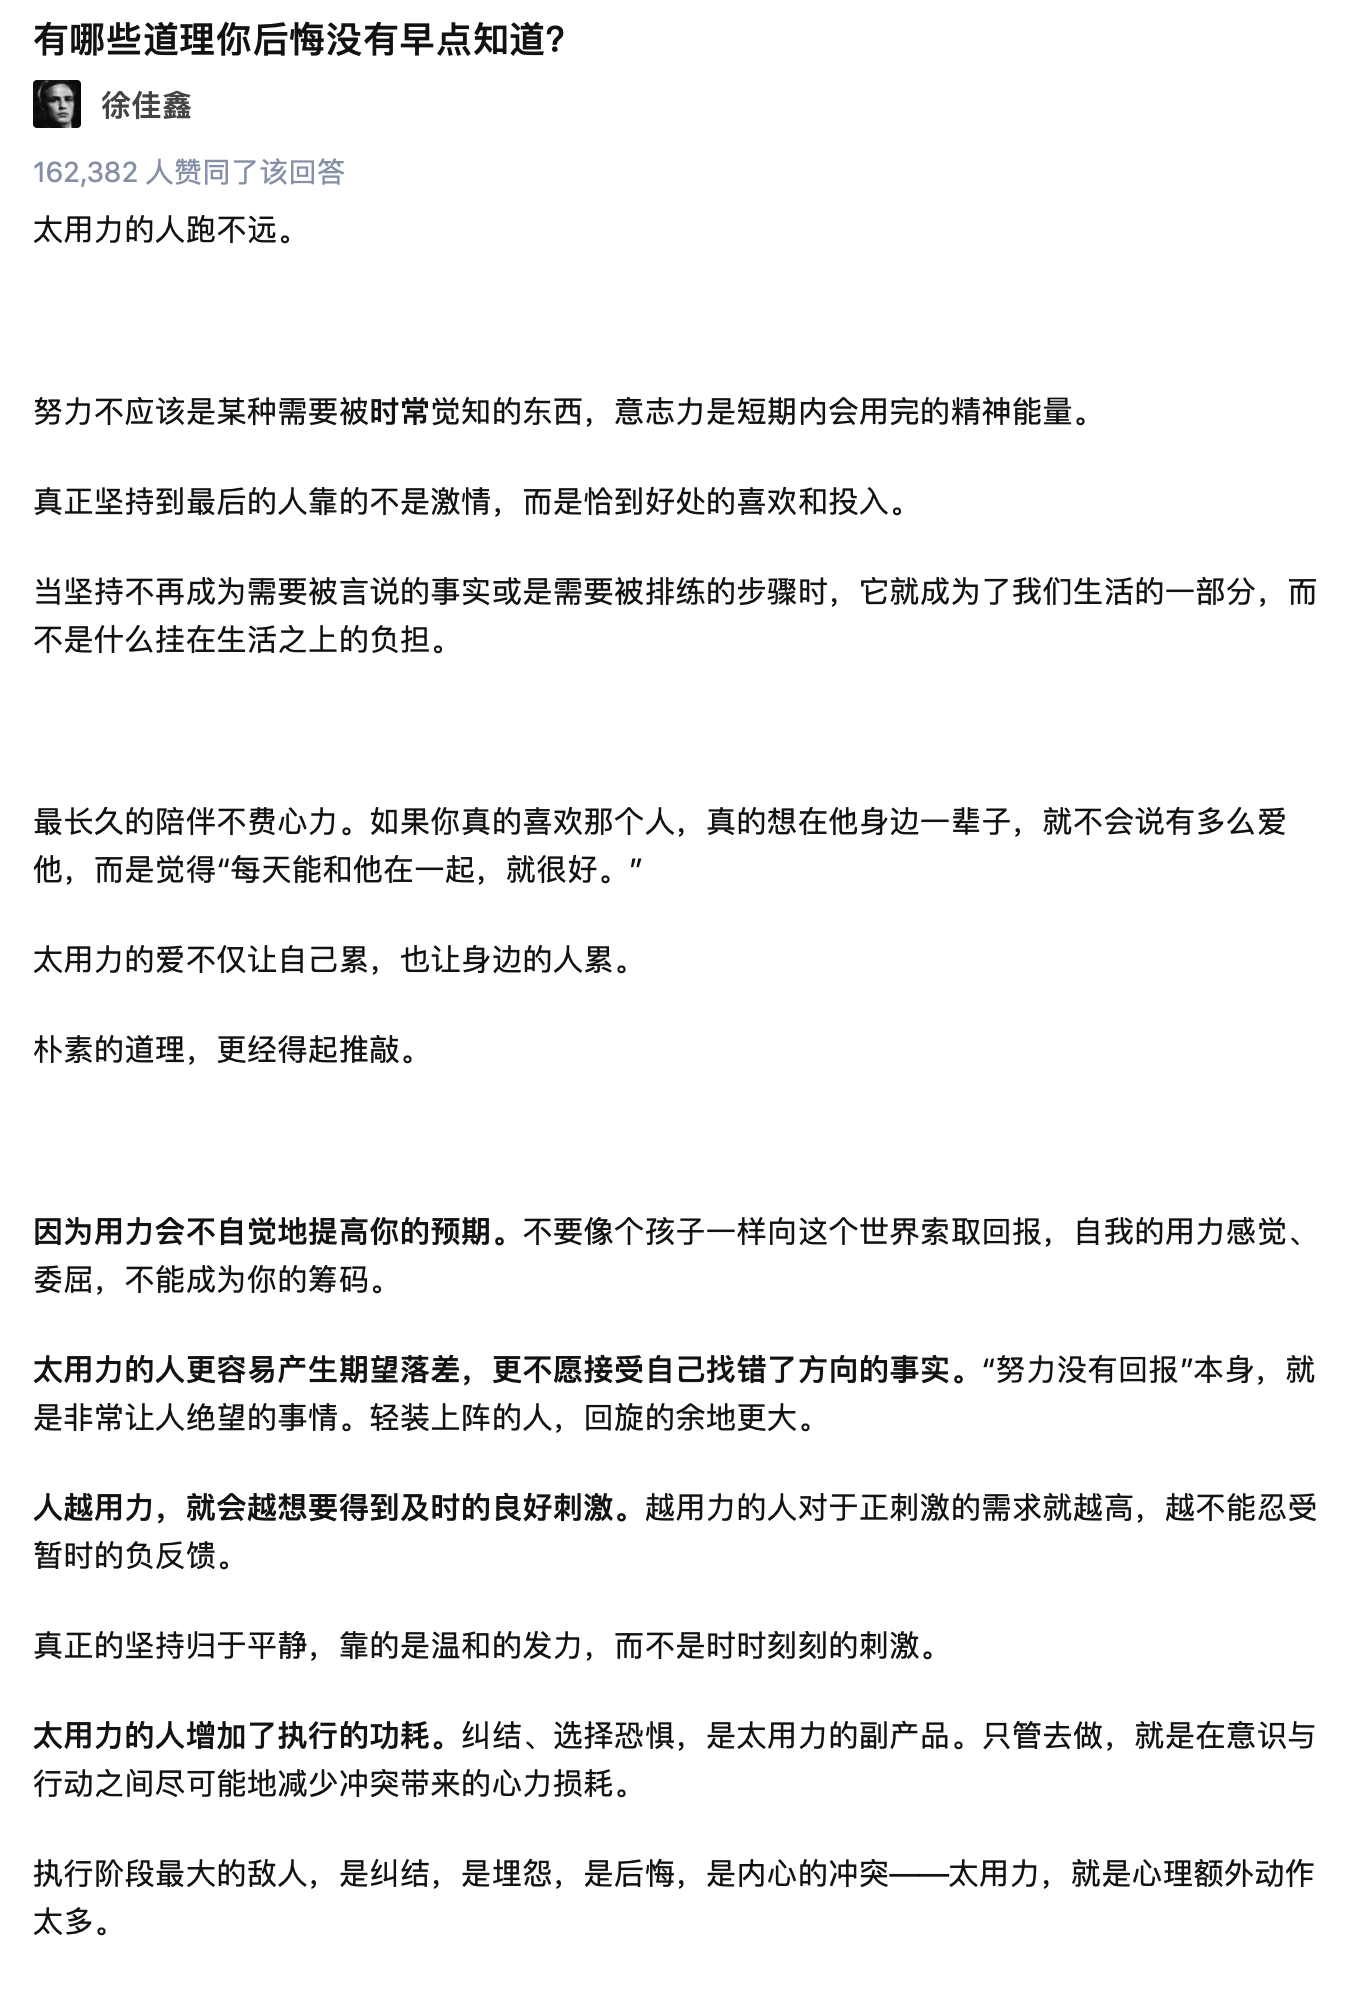 有哪些道理你后悔没有早点知道?
徐佳鑫
162,382 人赞同了该回答
太用力的人跑不远。
努力不应该是某种需要被时常觉知的东西，意志力是短期内会用完的精神能量。
真正坚持到最后的人靠的不是激情，而是恰到好处的喜欢和投入。
当坚持不再成为需要被言说的事实或是需要被排练的步骤时，它就成为了我们生活的一部分，而
不是什么挂在生活之上的负担。
最长久的陪伴不费心力。如果你真的喜欢那个人，真的想在他身边一辈子，就不会说有多么爱
他，而是觉得“每天能和他在一起，就很好。”
太用力的爱不仅让自己累，也让身边的人累。
朴素的道理，更经得起推敲。
因为用力会不自觉地提高你的预期。不要像个孩子一样向这个世界索取回报，自我的用力感觉、
委屈，不能成为你的筹码。
太用力的人更容易产生期望落差，更不愿接受自己找错了方向的事实。“努力没有回报”本身，就
是非常让人绝望的事情。轻装上阵的人，回旋的余地更大。
人越用力，就会越想要得到及时的良好刺激。越用力的人对于正刺激的需求就越高，越不能忍受
暂时的负反馈。
真正的坚持归于平静，靠的是温和的发力，而不是时时刻刻的刺激。
太用力的人增加了执行的功耗。纠结、选择恐惧，是太用力的副产品。只管去做，就是在意识与
行动之间尽可能地减少冲突带来的心力损耗。
执行阶段最大的敌人，是纠结，是埋怨，是后悔，是内心的冲突——太用力，就是心理额外动作
太多。